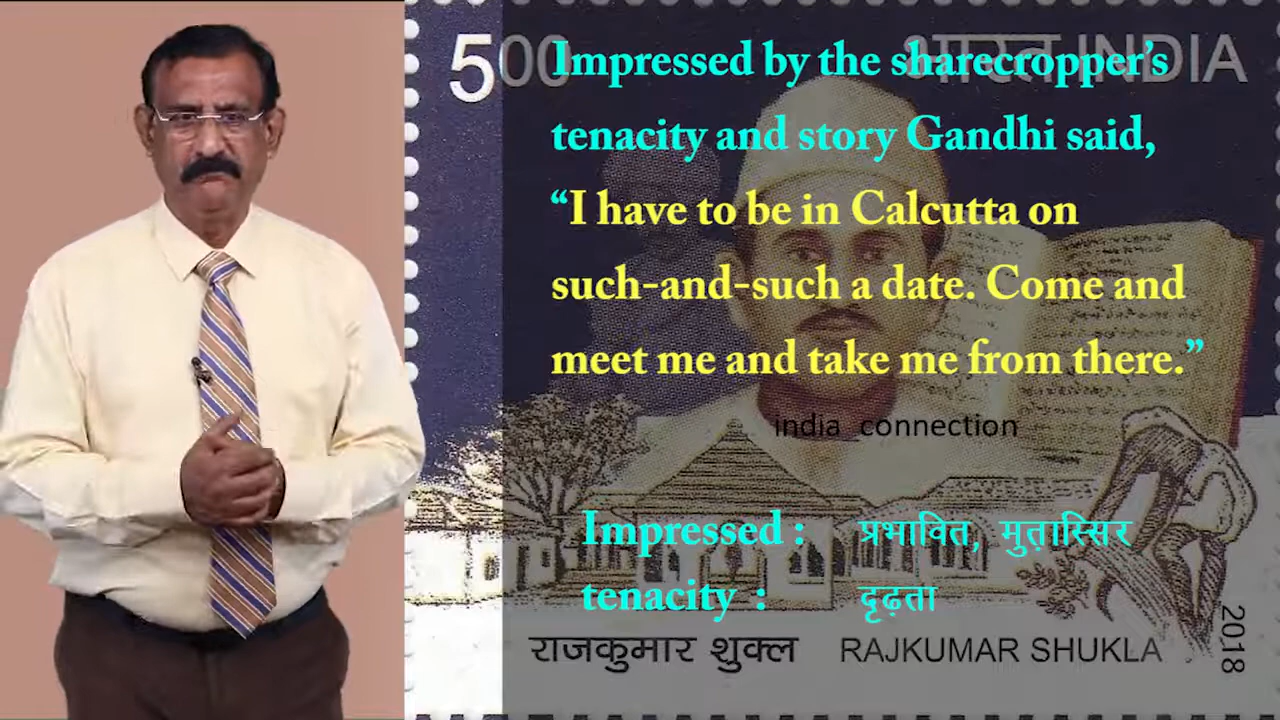 500 भारत INDIA
Impressed by the sharecropper’s
tenacity and story Gandhi said,
“I have to be in Calcutta on
such-and-such a date. Come and
meet me and take me from there.”
india connection
Impressed : प्रभावित, मुत़ास्सिर
tenacity : दृढ़ता
राजकुमार शुक्ल RAJKUMAR SHUKLA
2018